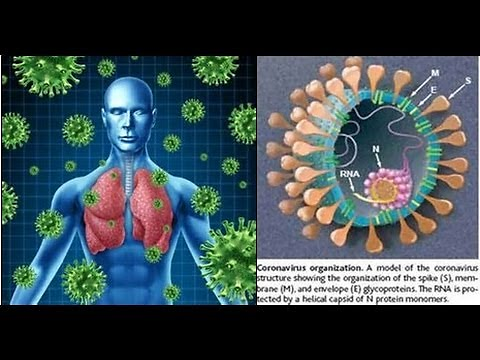 M
S
E
N
RNA
Coronavirus organization. A model of the coronavirus
structure showing the organization of the spike (S), mem-
brane (M), and envelope (E) glycoproteins. The RNA is pro-
tected by a helical capsid of N protein monomers.